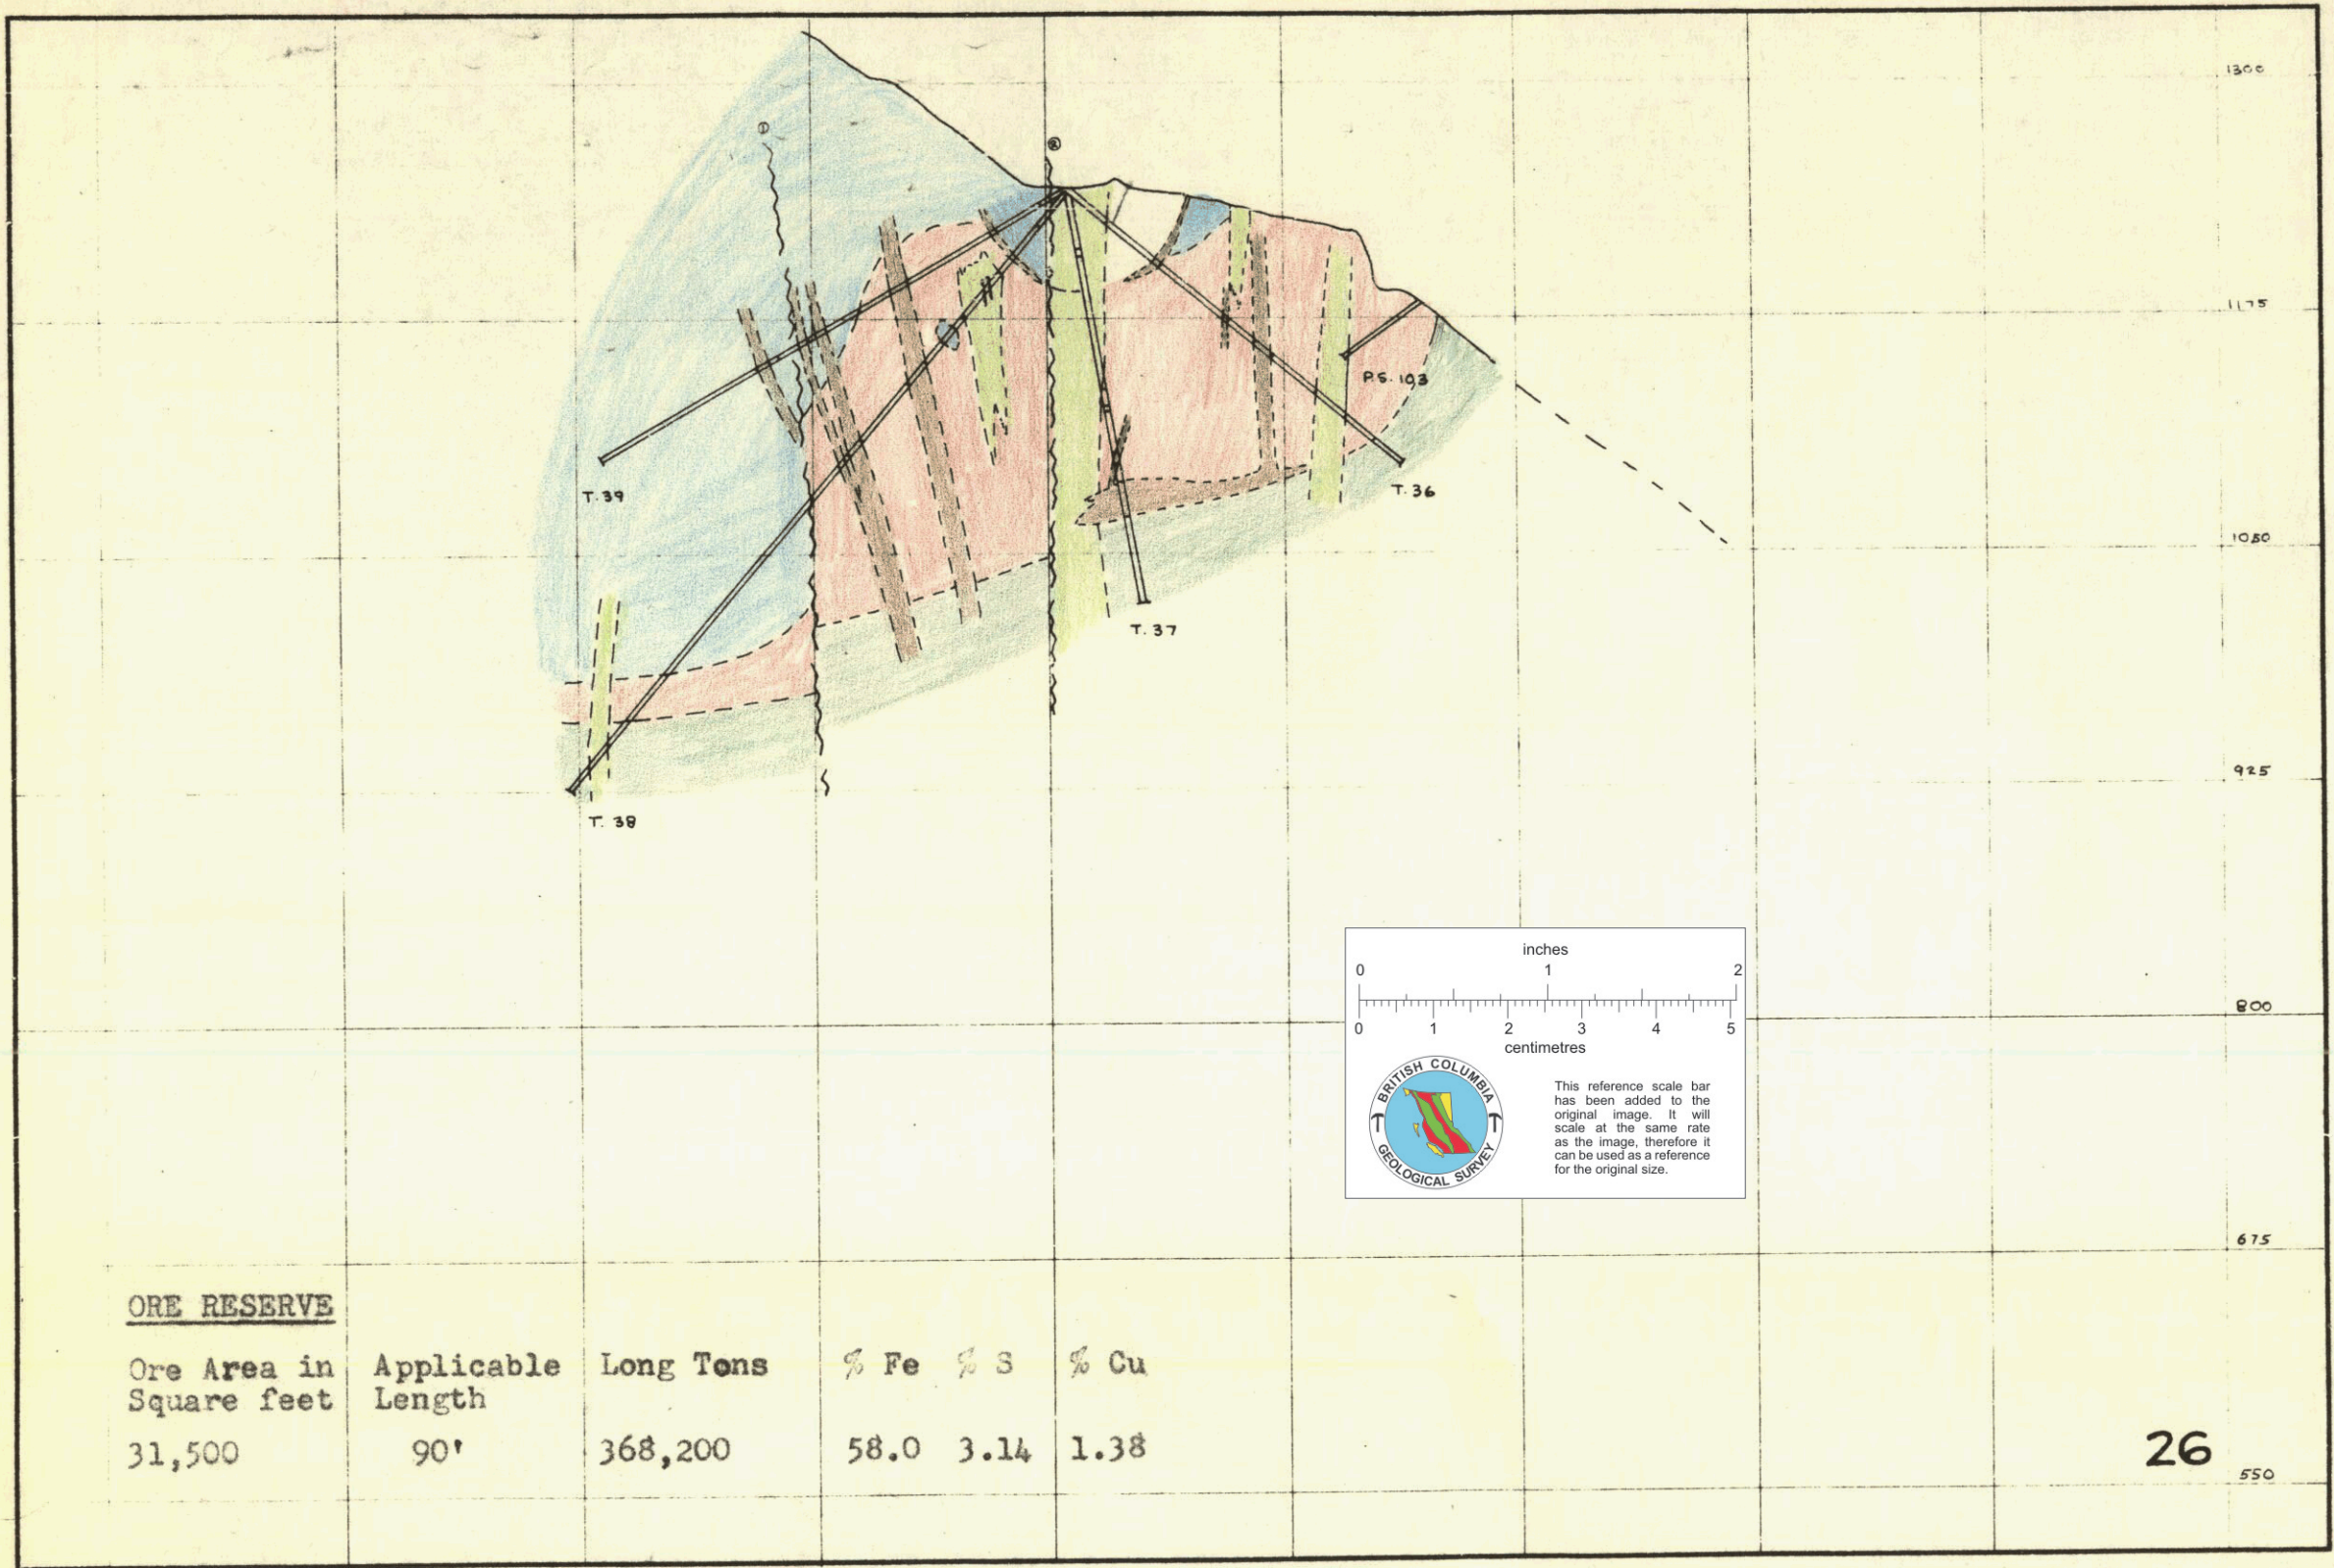 1300
①
②
1175
P.S. 103
T. 39
T. 36
1050
T. 37
925
T. 38
inches
0 1 2
800
0 1 2 3 4 5
centimetres
BRITISH COLUMBIA
GEOLOGICAL SURVEY
This reference scale bar
has been added to the
original image. It will
scale at the same rate
as the image, therefore it
can be used as a reference
for the original size.
675
ORE RESERVE
Ore Area in Applicable Long Tons % Fe % S % Cu
Square feet Length
31,500 90' 368,200 58.0 3.14 1.38
26
550